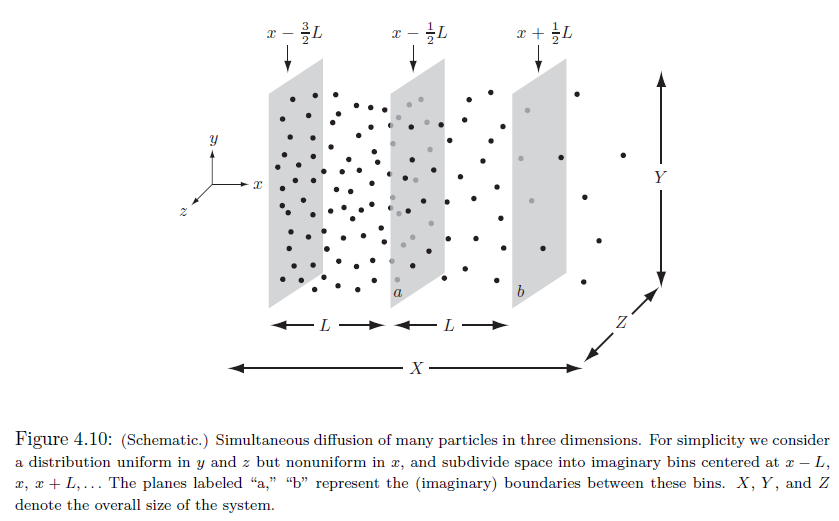 x − 3/2 L
x − 1/2 L
x + 1/2 L
y
x
z
Y
a
b
L
L
Z
X
Figure 4.10: (Schematic.) Simultaneous diffusion of many particles in three dimensions. For simplicity we consider
a distribution uniform in y and z but nonuniform in x, and subdivide space into imaginary bins centered at x − L,
x, x + L,... The planes labeled “a,” “b” represent the (imaginary) boundaries between these bins. X, Y, and Z
denote the overall size of the system.